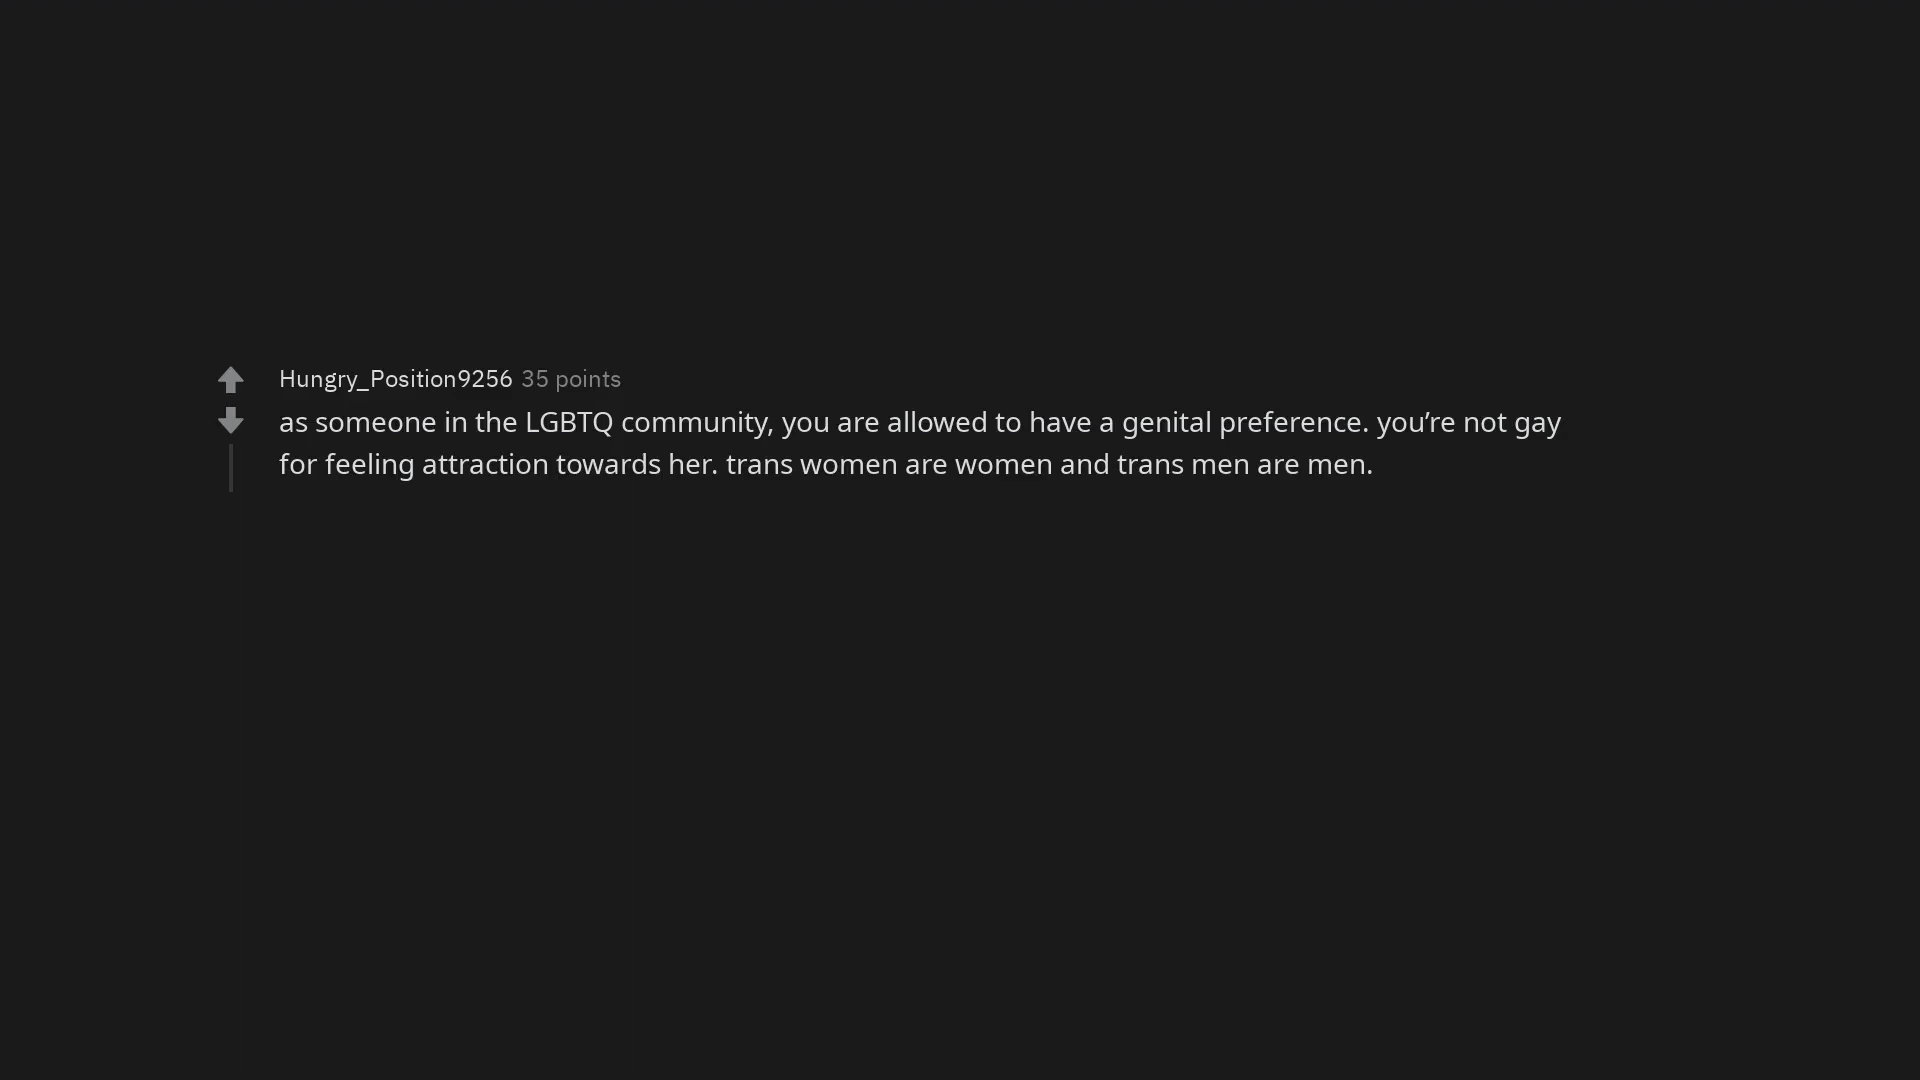 Hungry_Position9256 35 points
as someone in the LGBTQ community, you are allowed to have a genital preference. you’re not gay
for feeling attraction towards her. trans women are women and trans men are men.